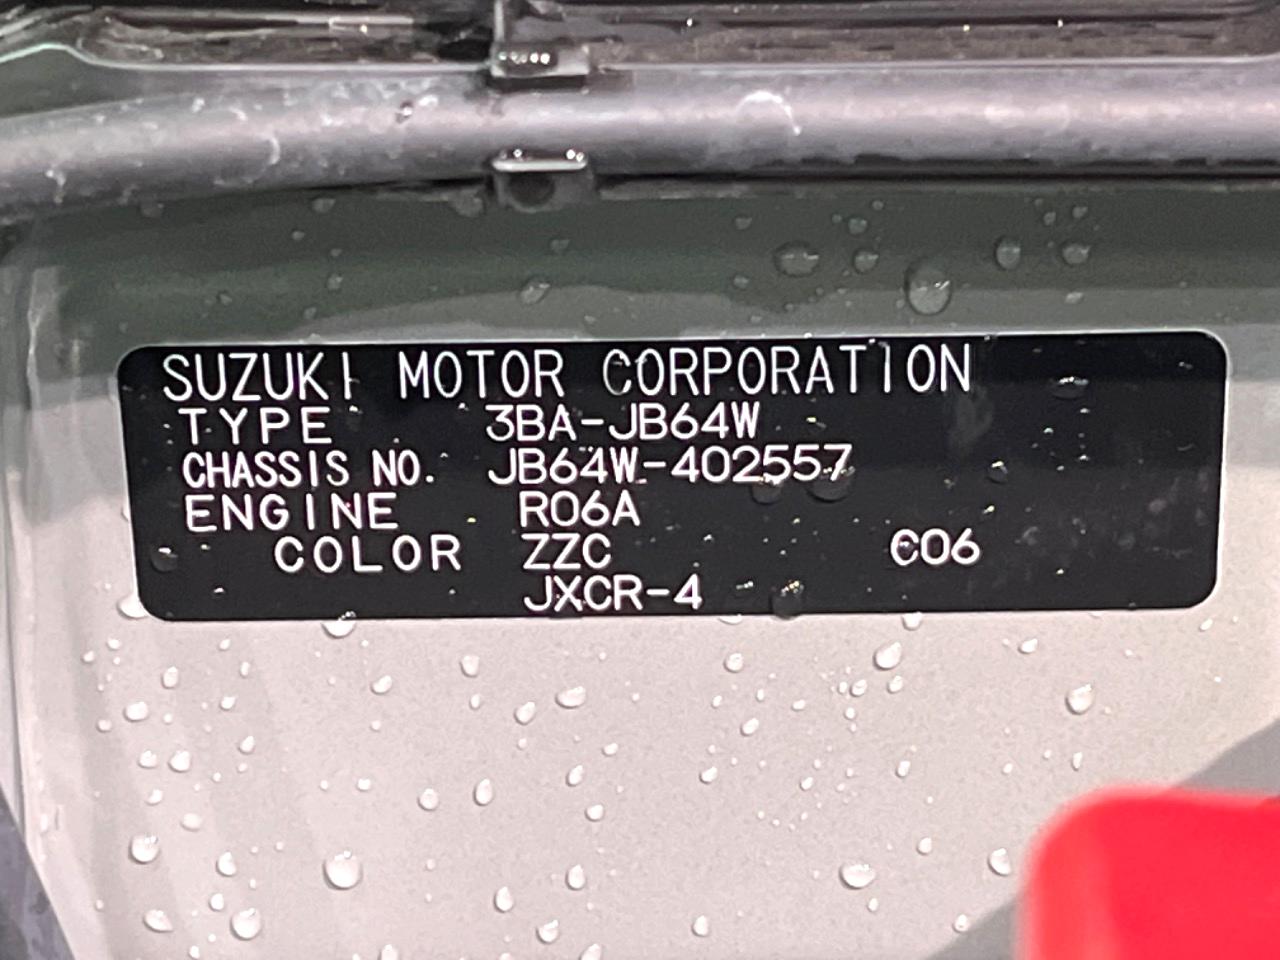 SUZUKI MOTOR CORPORATION
TYPE 3BA-JB64W
CHASSIS NO. JB64W-402557
ENGINE R06A
COLOR ZZC C06
JXCR-4